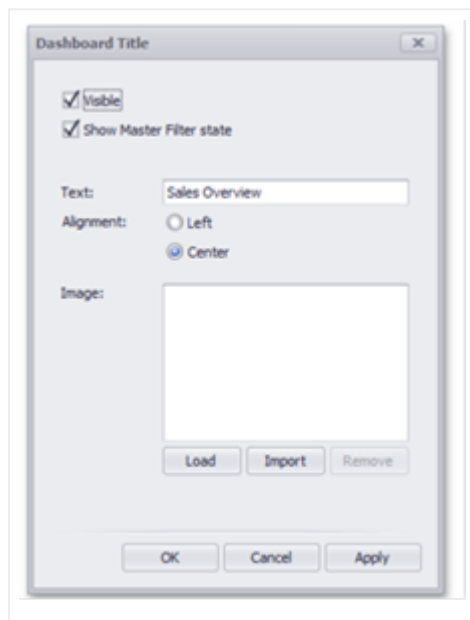 Dashboard Title
Visible
Show Master Filter state
Text: Sales Overview
Alignment: Left
Center
Image:
Load Import Remove
OK Cancel Apply